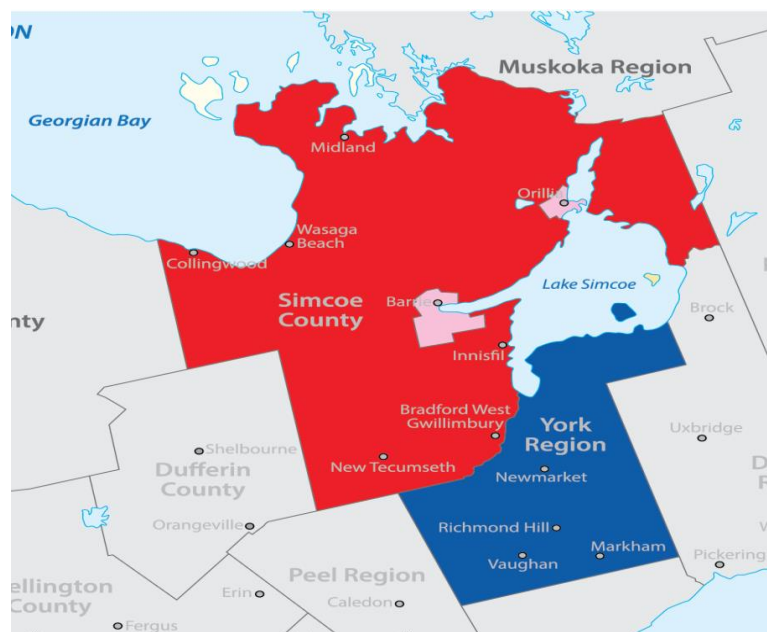 ON
Muskoka Region
Georgian Bay
Midland
Orillia
Wasaga
Beach
Collingwood
Lake Simcoe
Simcoe
County
Barrie
Brock
nty
Innisfil
Bradford West
Gwillimbury
York
Region
Uxbridge
Shelbourne
New Tecumseth
Dufferin
County
Newmarket
D
R
Orangeville
Richmond Hill
W
Vaughan
Markham
Pickering
Peel Region
ellington
County
Erin
Caledon
Fergus